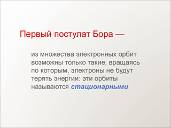 Первый постулат Бора —
из множества электронных орбит
возможны только такие, вращаясь
по которым, электроны не будут
терять энергии: эти орбиты
называются стационарными